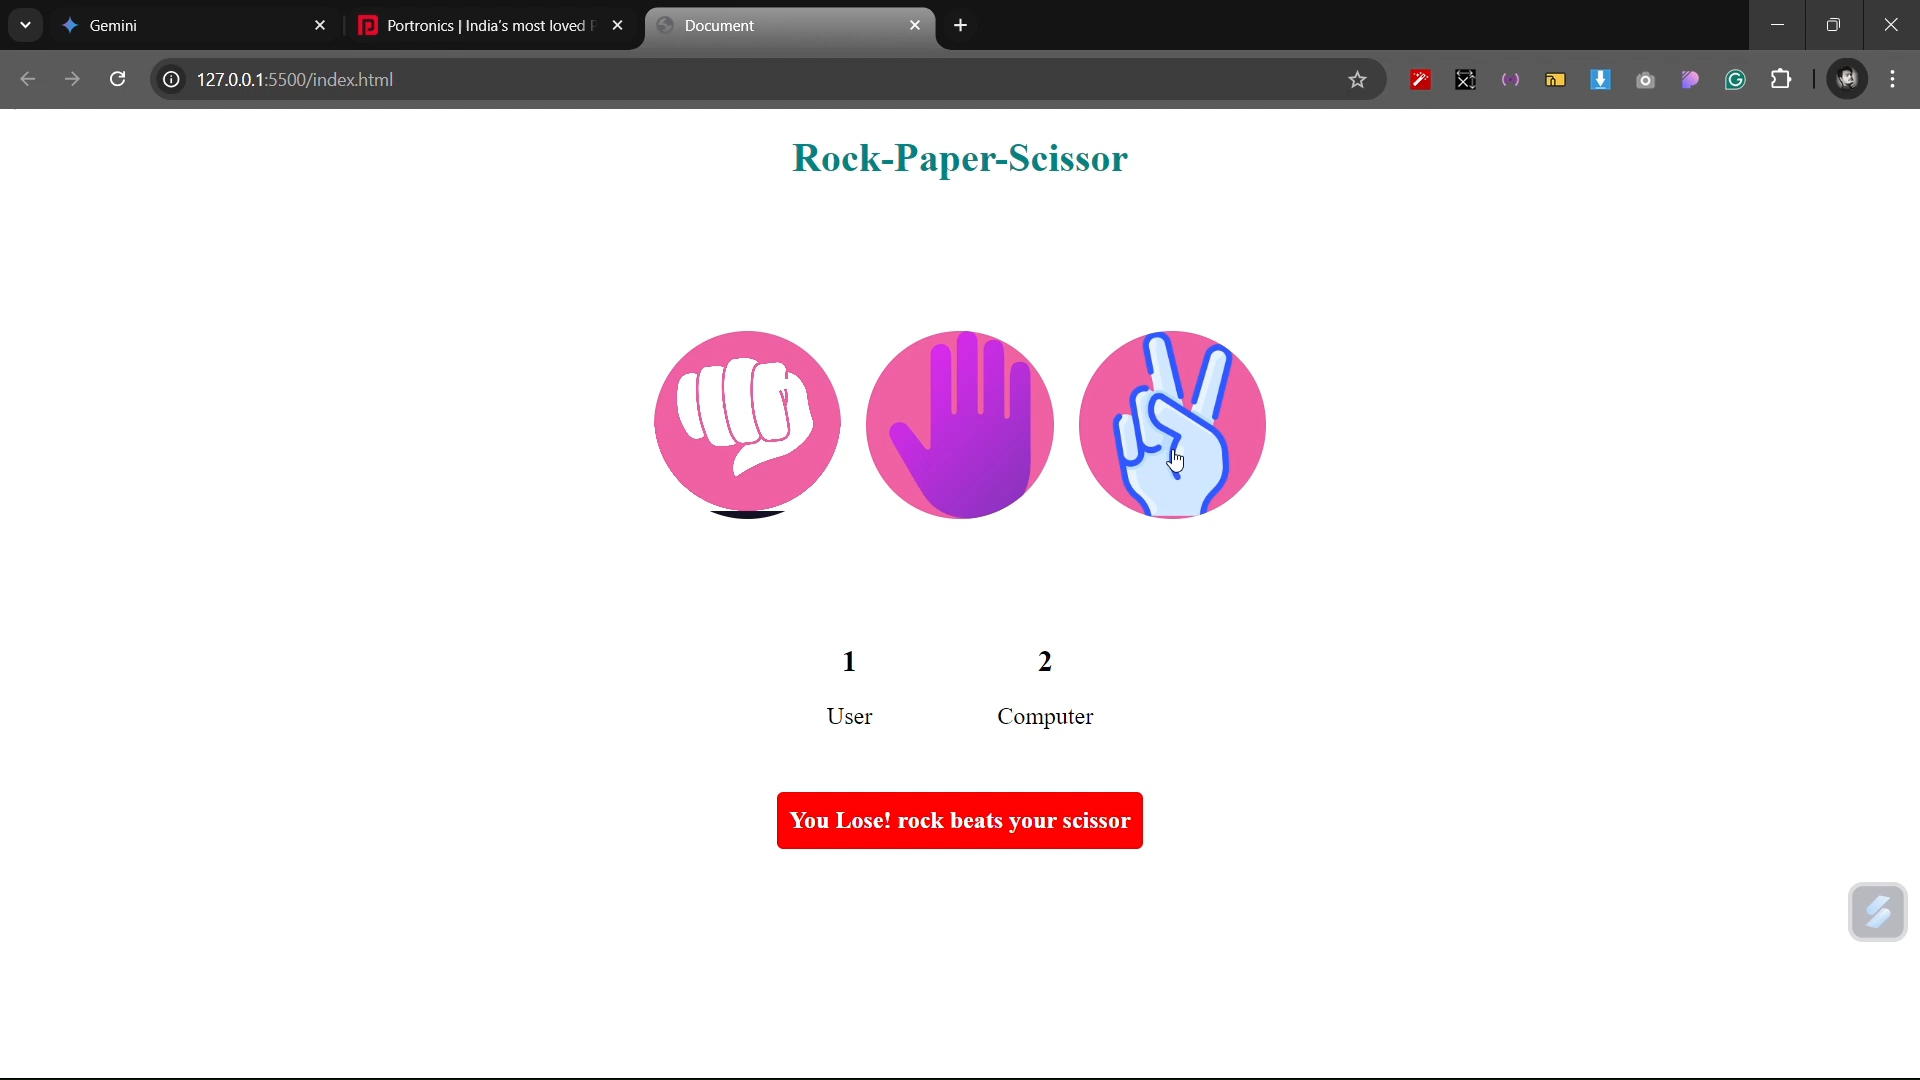 Gemini
Portronics | India's most loved
Document
127.0.0.1:5500/index.html
Rock-Paper-Scissor
1 2
User Computer
You Lose! rock beats your scissor